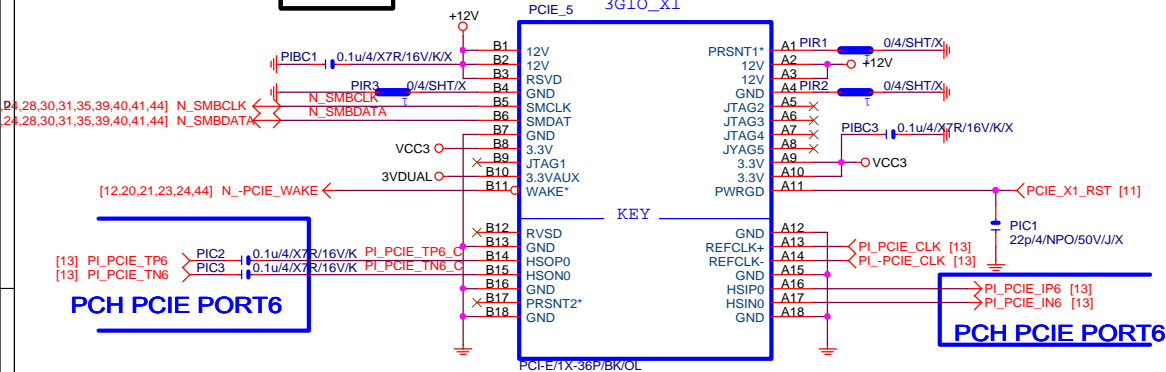 PCIE_5 3GIO_X1
+12V
B1 12V PRSNT1* A1 PIR1 0/4/SHT/X
PIBC1 0.1u/4/X7R/16V/K/X B2 12V 12V A2 +12V
B3 RSVD 12V A3
PIR3 0/4/SHT/X B4 GND GND A4 PIR2 0/4/SHT/X
,24,28,30,31,35,39,40,41,44] N_SMBCLK N_SMBCLK B5 SMCLK JTAG2 A5
,24,28,30,31,35,39,40,41,44] N_SMBDATA N_SMBDATA B6 SMDAT JTAG3 A6
B7 GND JTAG4 A7 PIBC3 0.1u/4/X7R/16V/K/X
VCC3 B8 3.3V JYAG5 A8
B9 JTAG1 3.3V A9 VCC3
3VDUAL B10 3.3VAUX 3.3V A10
[12,20,21,23,24,44] N_-PCIE_WAKE B11 WAKE* PWRGD A11 PCIE_X1_RST [11]
KEY
PIC1
22p/4/NPO/50V/J/X
B12 RVSD GND A12
B13 GND REFCLK+ A13 PI_PCIE_CLK [13]
[13] PI_PCIE_TP6 PIC2 0.1u/4/X7R/16V/K PI_PCIE_TP6_C B14 HSOP0 REFCLK- A14 PI_-PCIE_CLK [13]
[13] PI_PCIE_TN6 PIC3 0.1u/4/X7R/16V/K PI_PCIE_TN6_C B15 HSON0 GND A15
B16 GND HSIP0 A16 PI_PCIE_IP6 [13]
B17 PRSNT2* HSIN0 A17 PI_PCIE_IN6 [13]
B18 GND GND A18
PCH PCIE PORT6
PCH PCIE PORT6
PCI-E/1X-36P/BK/OL